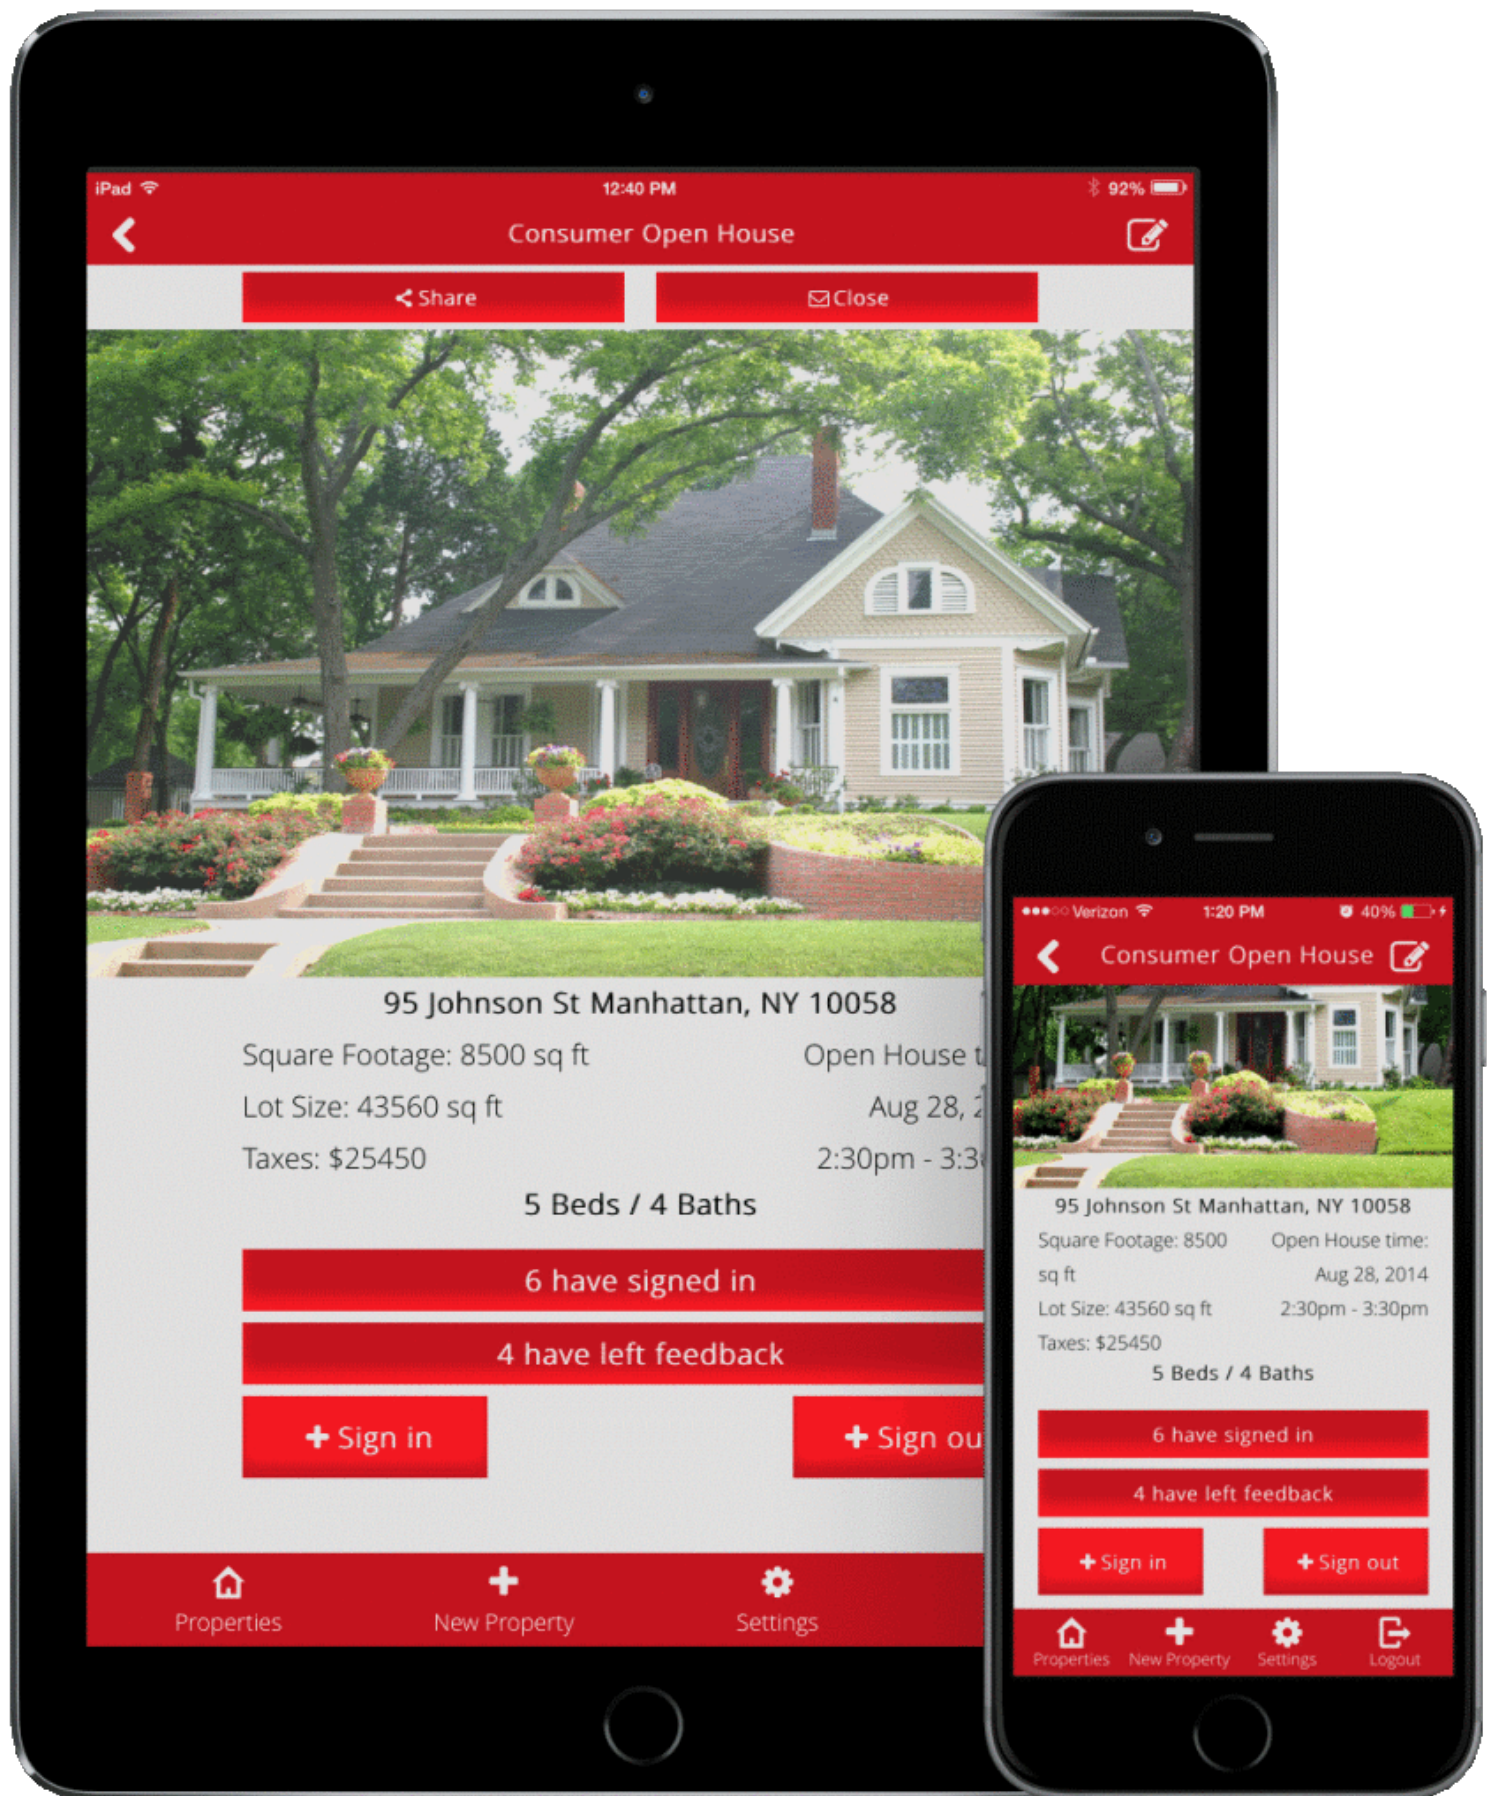 iPad 12:40 PM 92%
Consumer Open House
Share Close
95 Johnson St Manhattan, NY 10058
Square Footage: 8500 sq ft Open House
Lot Size: 43560 sq ft Aug 28,
Taxes: $25450 2:30pm -
5 Beds / 4 Baths
6 have signed in
4 have left feedback
+ Sign in + Sign
Properties New Property Settings
Verizon 1:20 PM 40%
Consumer Open House
95 Johnson St Manhattan, NY 10058
Square Footage: 8500 Open House time:
sq ft Aug 28, 2014
Lot Size: 43560 sq ft 2:30pm - 3:30pm
Taxes: $25450
5 Beds / 4 Baths
6 have signed in
4 have left feedback
+ Sign in + Sign out
Properties New Property Settings Logout